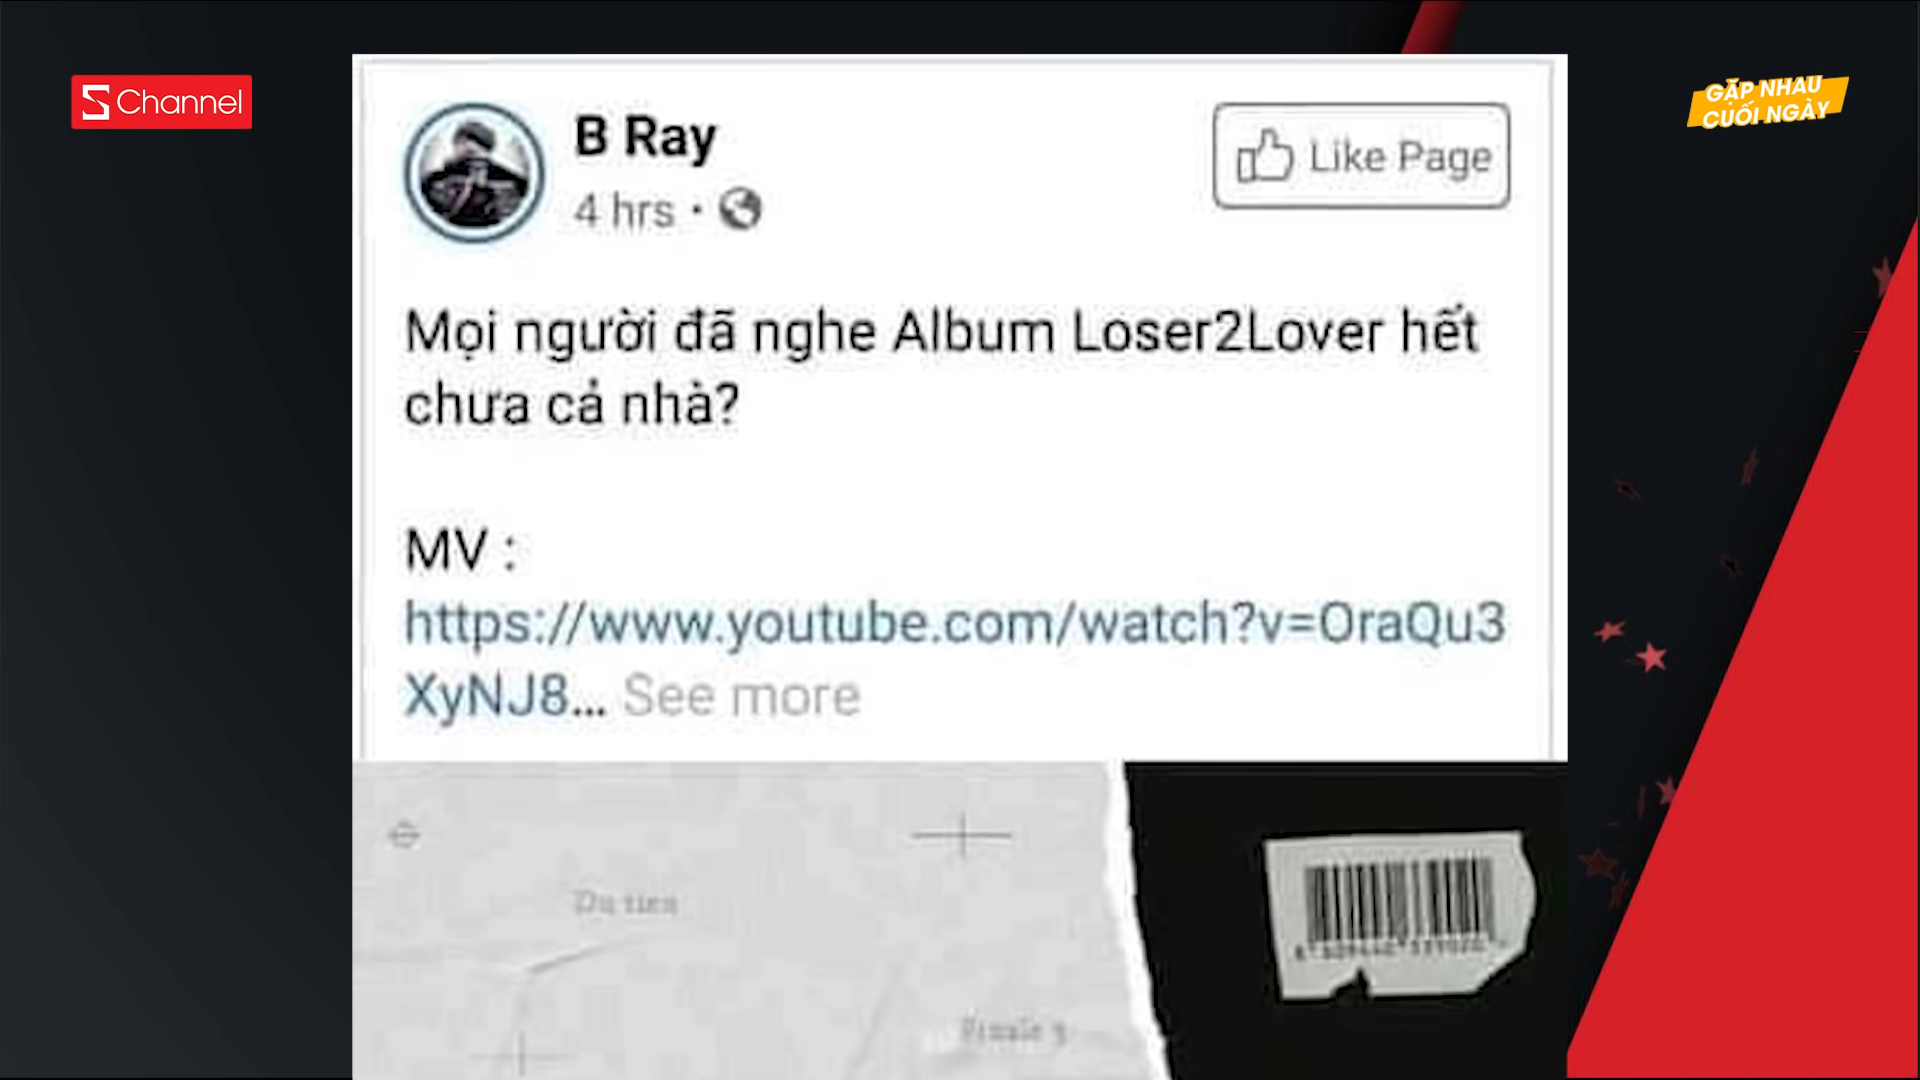 Channel
GẶP NHAU
CUỐI NGÀY
B Ray
Like Page
4 hrs
Mọi người đã nghe Album Loser2Lover hết
chưa cả nhà?
MV :
https://www.youtube.com/watch?v=OraQu3
XyNJ8... See more